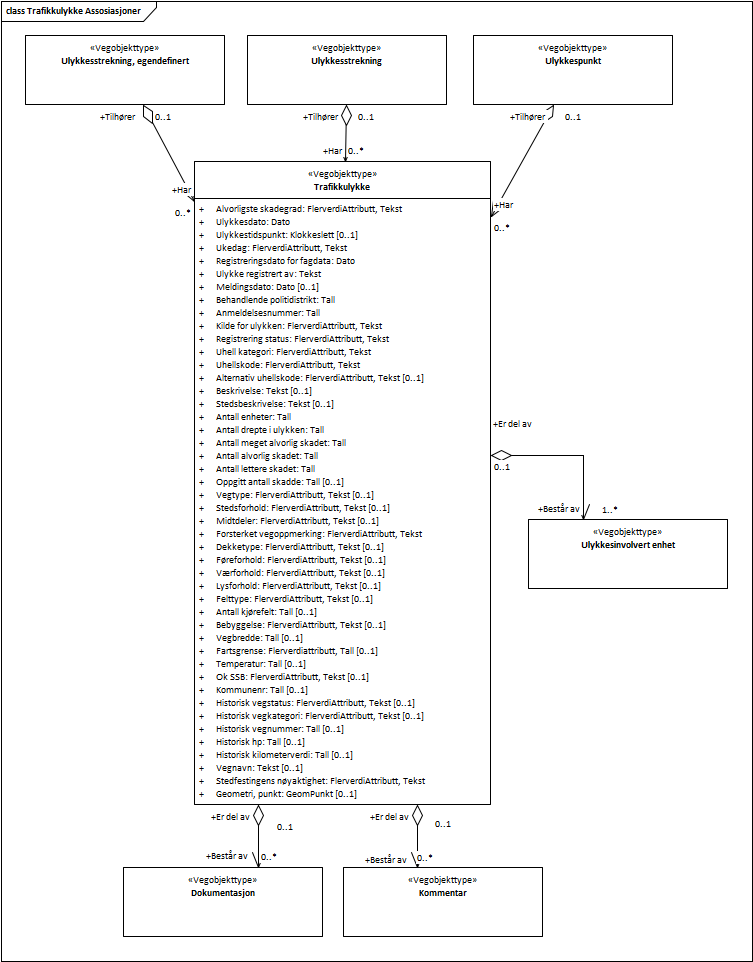 class Trafikkulykke Assosiasjoner
«Vegobjekttype»
Ulykkesstrekning, egendefinert
«Vegobjekttype»
Ulykkesstrekning
«Vegobjekttype»
Ulykkespunkt
+Tilhører 0..1
+Tilhører 0..1
+Tilhører 0..1
+Har 0..*
+Har
0..*
+Har
0..*
«Vegobjekttype»
Trafikkulykke
+ Alvorligste skadegrad: FlerverdiAttributt, Tekst
+ Ulykkesdato: Dato
+ Ulykkestidspunkt: Klokkeslett [0..1]
+ Ukedag: FlerverdiAttributt, Tekst
+ Registreringsdato for fagdata: Dato
+ Ulykke registrert av: Tekst
+ Meldingsdato: Dato [0..1]
+ Behandlende politidistrikt: Tall
+ Anmeldelsesnummer: Tall
+ Kilde for ulykken: FlerverdiAttributt, Tekst
+ Registrering status: FlerverdiAttributt, Tekst
+ Uhell kategori: FlerverdiAttributt, Tekst
+ Uhellskode: FlerverdiAttributt, Tekst
+ Alternativ uhellskode: FlerverdiAttributt, Tekst [0..1]
+ Beskrivelse: Tekst [0..1]
+ Stedsbeskrivelse: Tekst [0..1]
+ Antall enheter: Tall
+ Antall drepte i ulykken: Tall
+ Antall meget alvorlig skadet: Tall
+ Antall alvorlig skadet: Tall
+ Antall lettere skadet: Tall
+ Oppgitt antall skadde: Tall [0..1]
+ Vegtype: FlerverdiAttributt, Tekst [0..1]
+ Stedsforhold: FlerverdiAttributt, Tekst [0..1]
+ Midtdeler: FlerverdiAttributt, Tekst [0..1]
+ Forsterket vegoppmerking: FlerverdiAttributt, Tekst
+ Dekketype: FlerverdiAttributt, Tekst [0..1]
+ Føreforhold: FlerverdiAttributt, Tekst [0..1]
+ Værforhold: FlerverdiAttributt, Tekst [0..1]
+ Lysforhold: FlerverdiAttributt, Tekst [0..1]
+ Felttype: FlerverdiAttributt, Tekst [0..1]
+ Antall kjørefelt: Tall [0..1]
+ Bebyggelse: FlerverdiAttributt, Tekst [0..1]
+ Vegbredde: Tall [0..1]
+ Fartsgrense: Flerverdiattributt, Tall [0..1]
+ Temperatur: Tall [0..1]
+ Ok SSB: FlerverdiAttributt, Tekst [0..1]
+ Kommunenr: Tall [0..1]
+ Historisk vegstatus: FlerverdiAttributt, Tekst [0..1]
+ Historisk vegkategori: FlerverdiAttributt, Tekst [0..1]
+ Historisk vegnummer: Tall [0..1]
+ Historisk hp: Tall [0..1]
+ Historisk kilometerverdi: Tall [0..1]
+ Vegnavn: Tekst [0..1]
+ Stedfestingens nøyaktighet: FlerverdiAttributt, Tekst
+ Geometri, punkt: GeomPunkt [0..1]
+Er del av
0..1
+Består av 1..*
«Vegobjekttype»
Ulykkesinvolvert enhet
+Er del av
0..1
+Er del av
0..1
+Består av 0..*
+Består av 0..*
«Vegobjekttype»
Dokumentasjon
«Vegobjekttype»
Kommentar